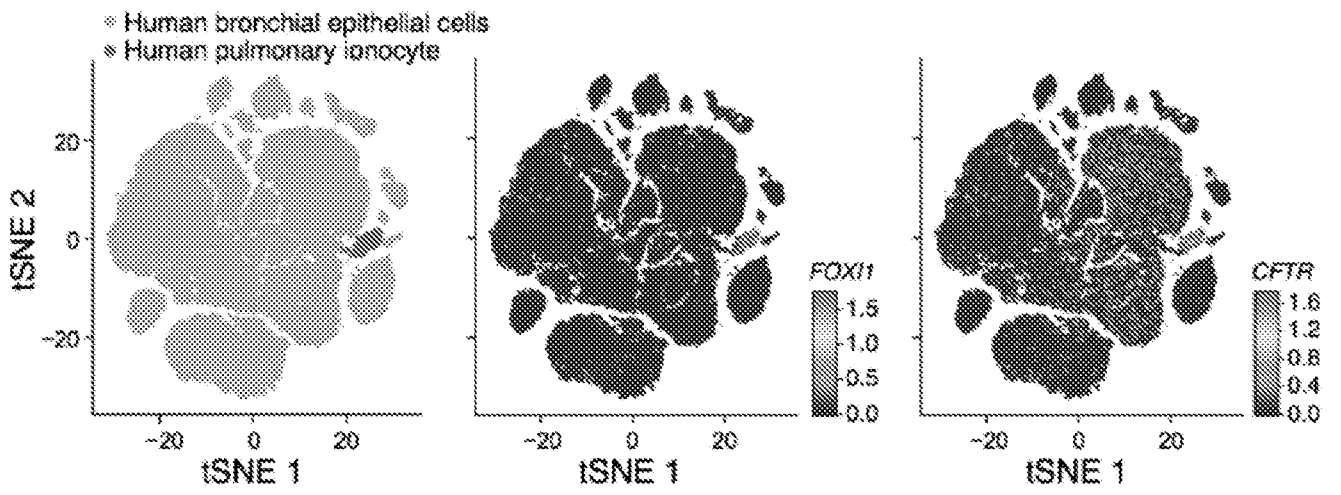 Human bronchial epithelial cells
Human pulmonary ionocyte
tSNE 2
20
0
−20
−20 0 20
tSNE 1
FOXI1
1.5
1.0
0.5
0.0
−20 0 20
tSNE 1
CFTR
1.6
1.2
0.8
0.4
0.0
−20 0 20
tSNE 1